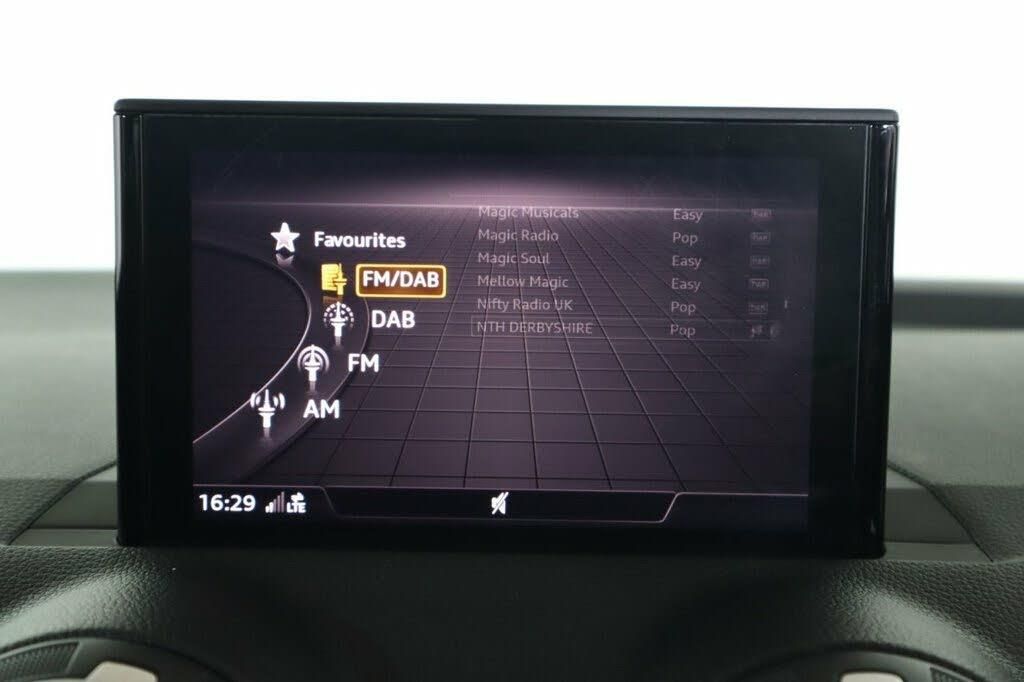 Favourites
FM/DAB
DAB
FM
AM
Magic Musicals Easy
Magic Radio Pop
Magic Soul Easy
Mellow Magic Easy
Nifty Radio UK Pop
NTH DERBYSHIRE Pop
16:29 LTE